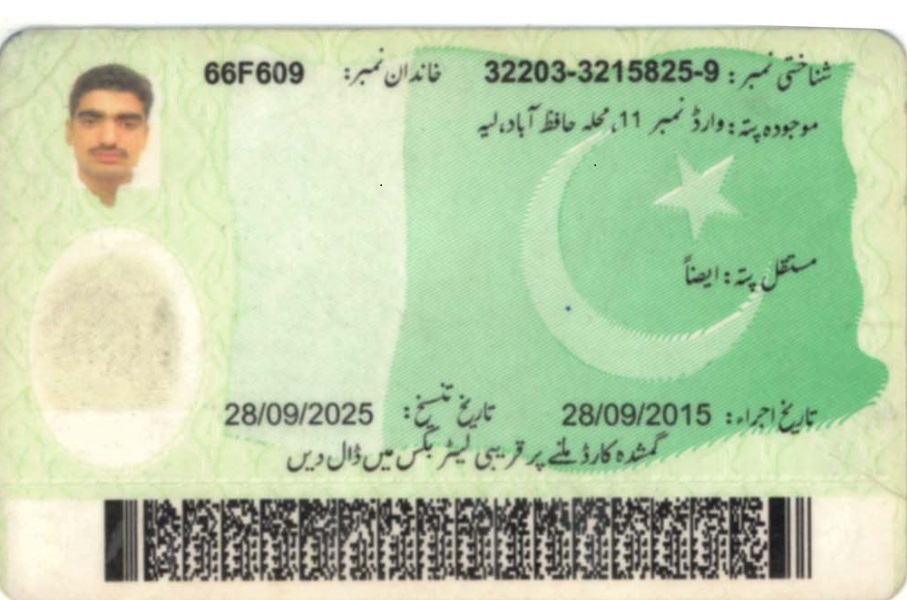 شناختی نمبر: 32203-3215825-9 خاندان نمبر: 66F609
موجودہ پتہ: وارڈ نمبر 11، محلہ حافظ آباد، لیہ
مستقل پتہ: ایضاً
تاریخ اجراء: 28/09/2015 تاریخ تنسیخ: 28/09/2025
گمشدہ کارڈ ملنے پر قریبی لیٹر بکس میں ڈال دیں